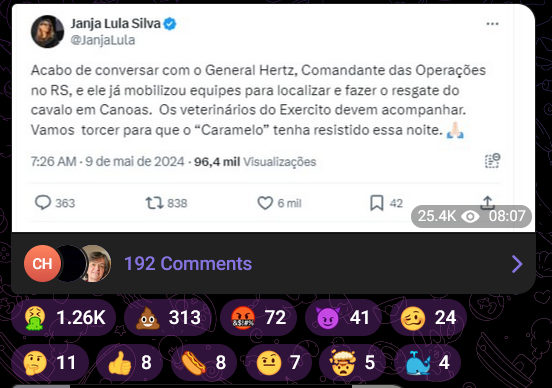 Janja Lula Silva
@JanjaLula
Acabo de conversar com o General Hertz, Comandante das Operações
no RS, e ele já mobilizou equipes para localizar e fazer o resgate do
cavalo em Canoas. Os veterinários do Exercito devem acompanhar.
Vamos torcer para que o “Caramelo” tenha resistido essa noite. 🙏🏻
7:26 AM · 9 de mai de 2024 · 96,4 mil Visualizações
363 838 6 mil 42
25.4K 08:07
CH 192 Comments
🤮 1.26K 💩 313 🤬 72 😈 41 🥴 24
🤔 11 👍 8 🌭 8 🤨 7 🤯 5 🐳 4